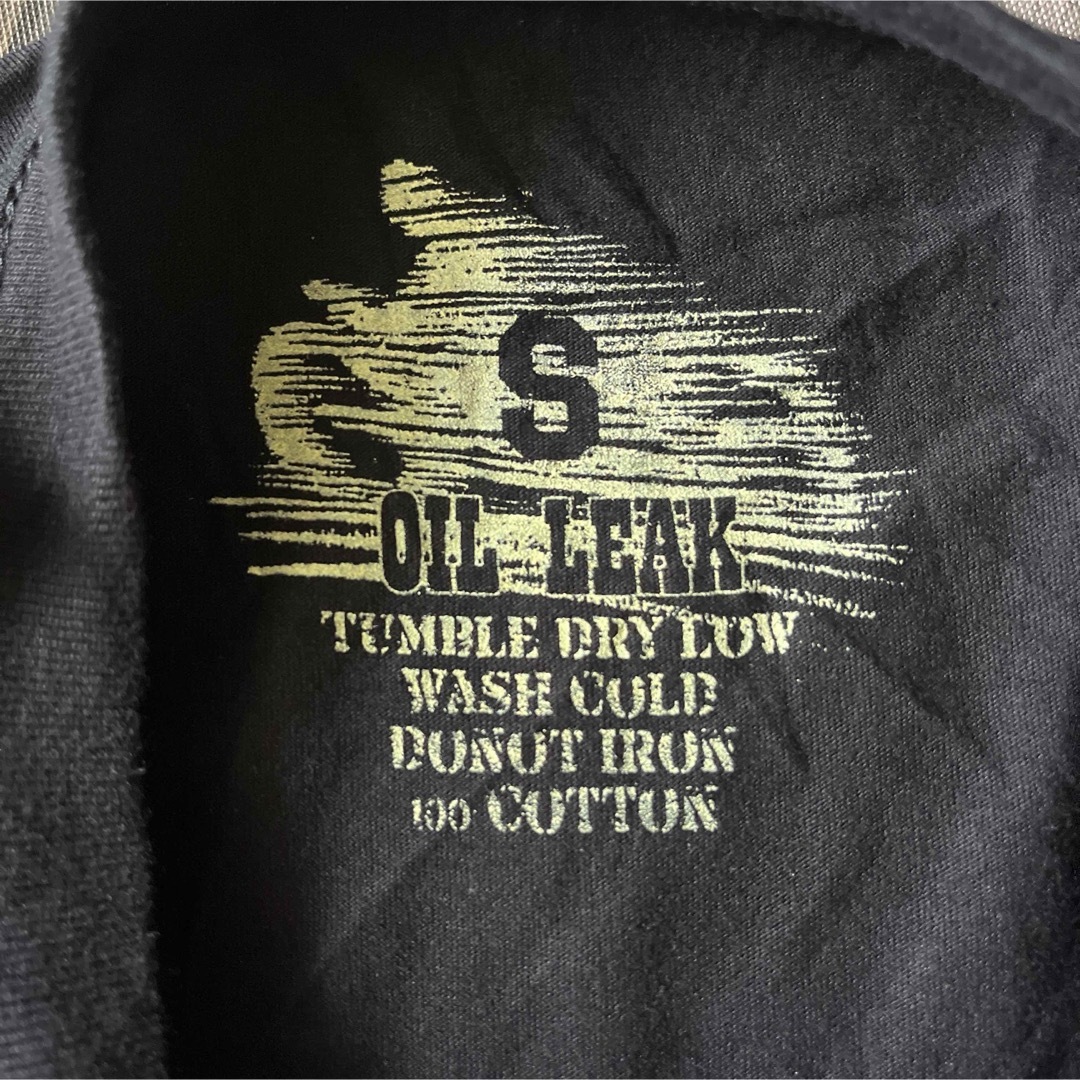 S
OIL LEAK
TUMBLE DRY LOW
WASH COLD
DONOT IRON
100 COTTON